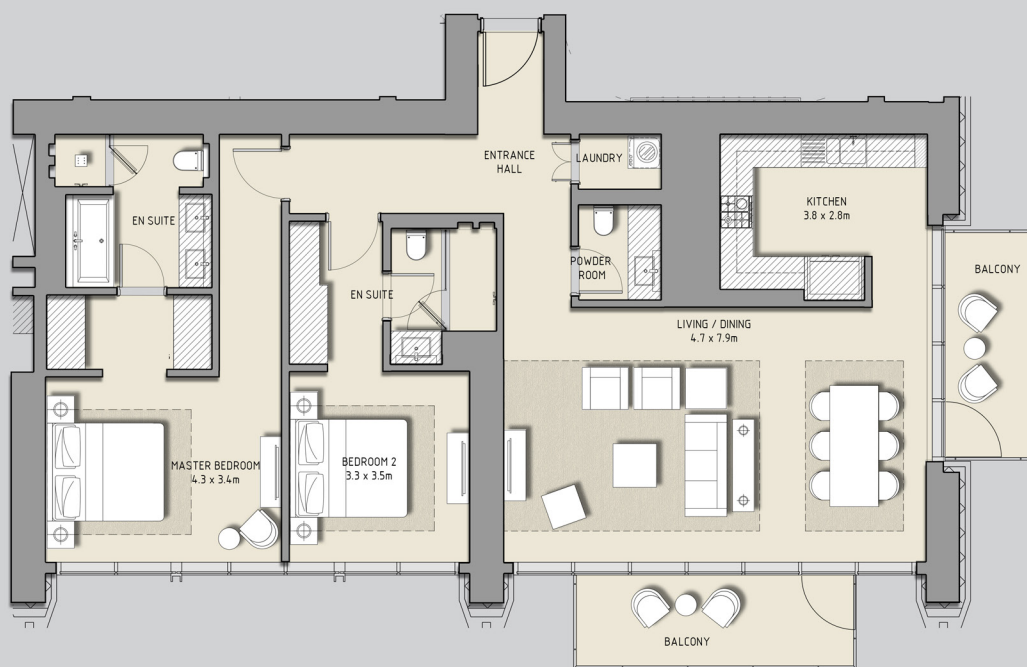 ENTRANCE
HALL
LAUNDRY
KITCHEN
3.8 x 2.8m
EN SUITE
POWDER
ROOM
BALCONY
EN SUITE
LIVING / DINING
4.7 x 7.9m
MASTER BEDROOM
4.3 x 3.4m
BEDROOM 2
3.3 x 3.5m
BALCONY